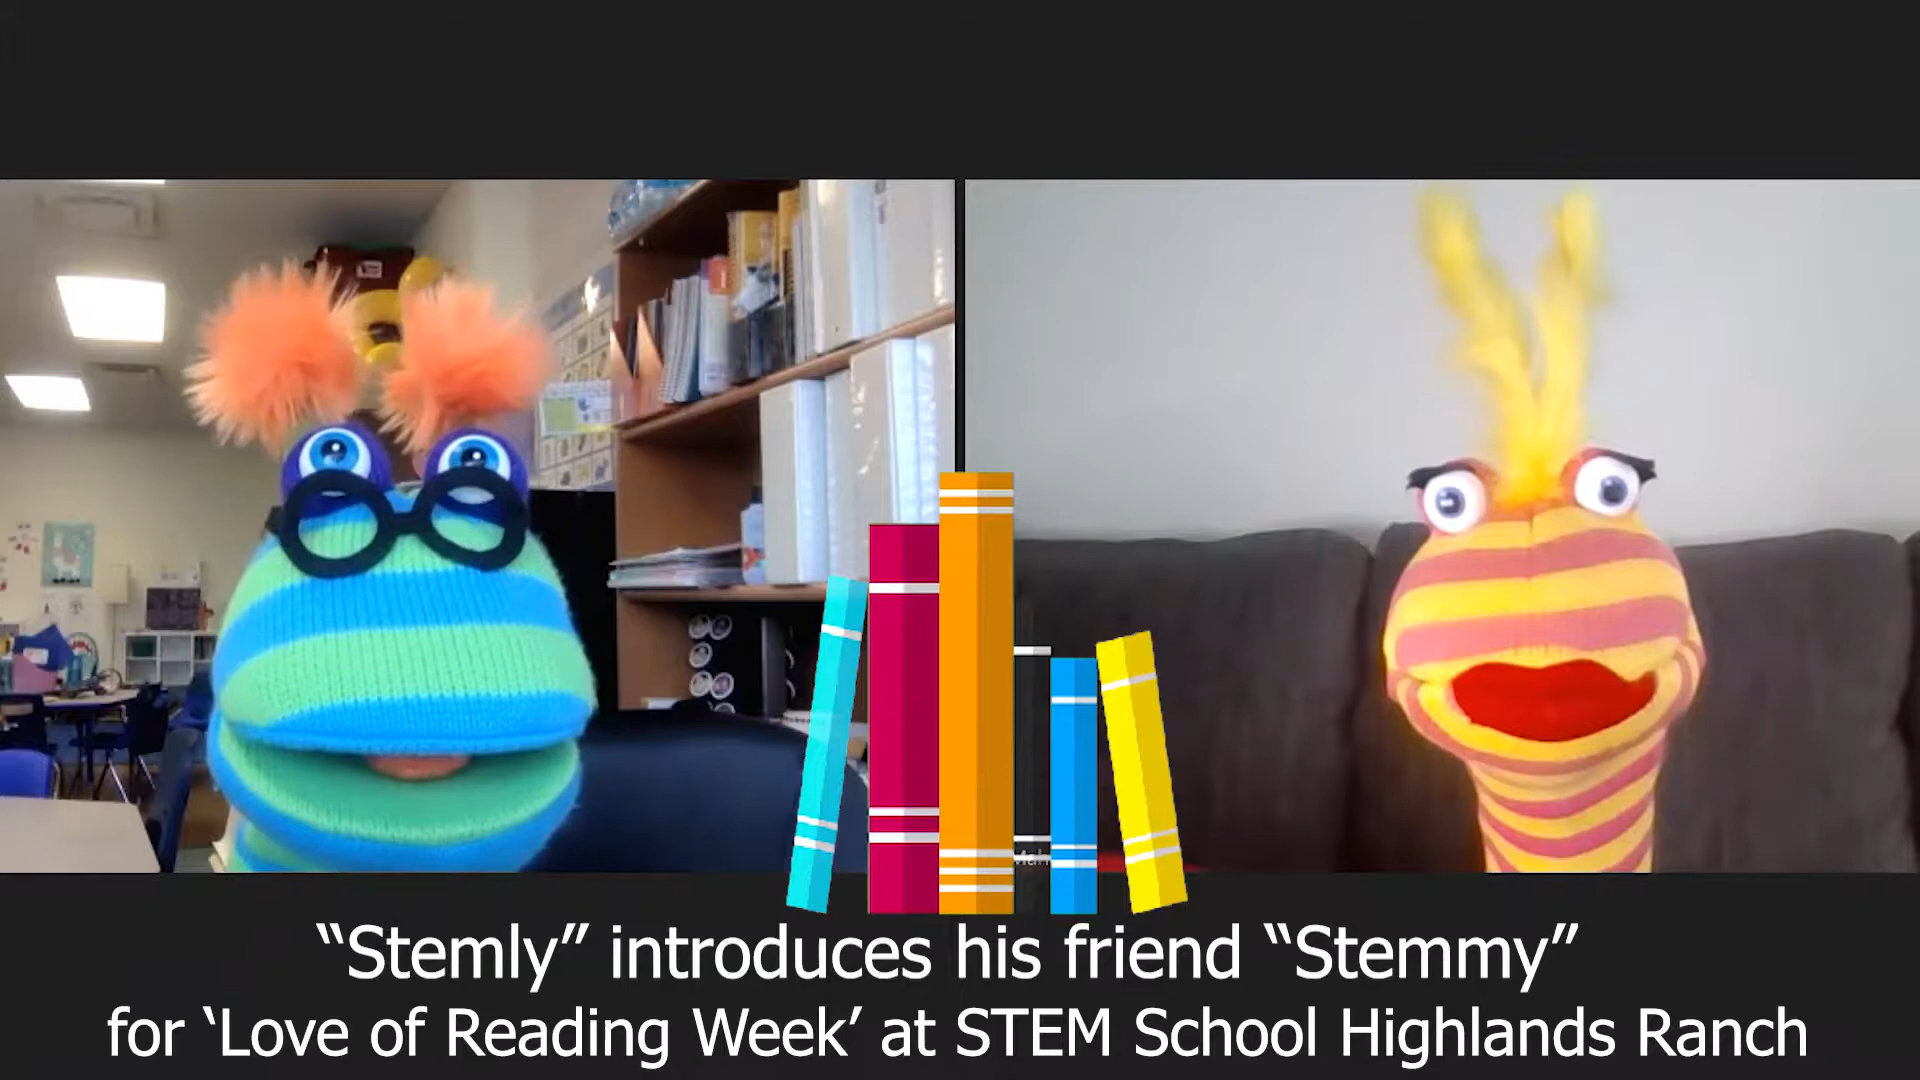 “Stemly” introduces his friend “Stemmy”
for ‘Love of Reading Week’ at STEM School Highlands Ranch